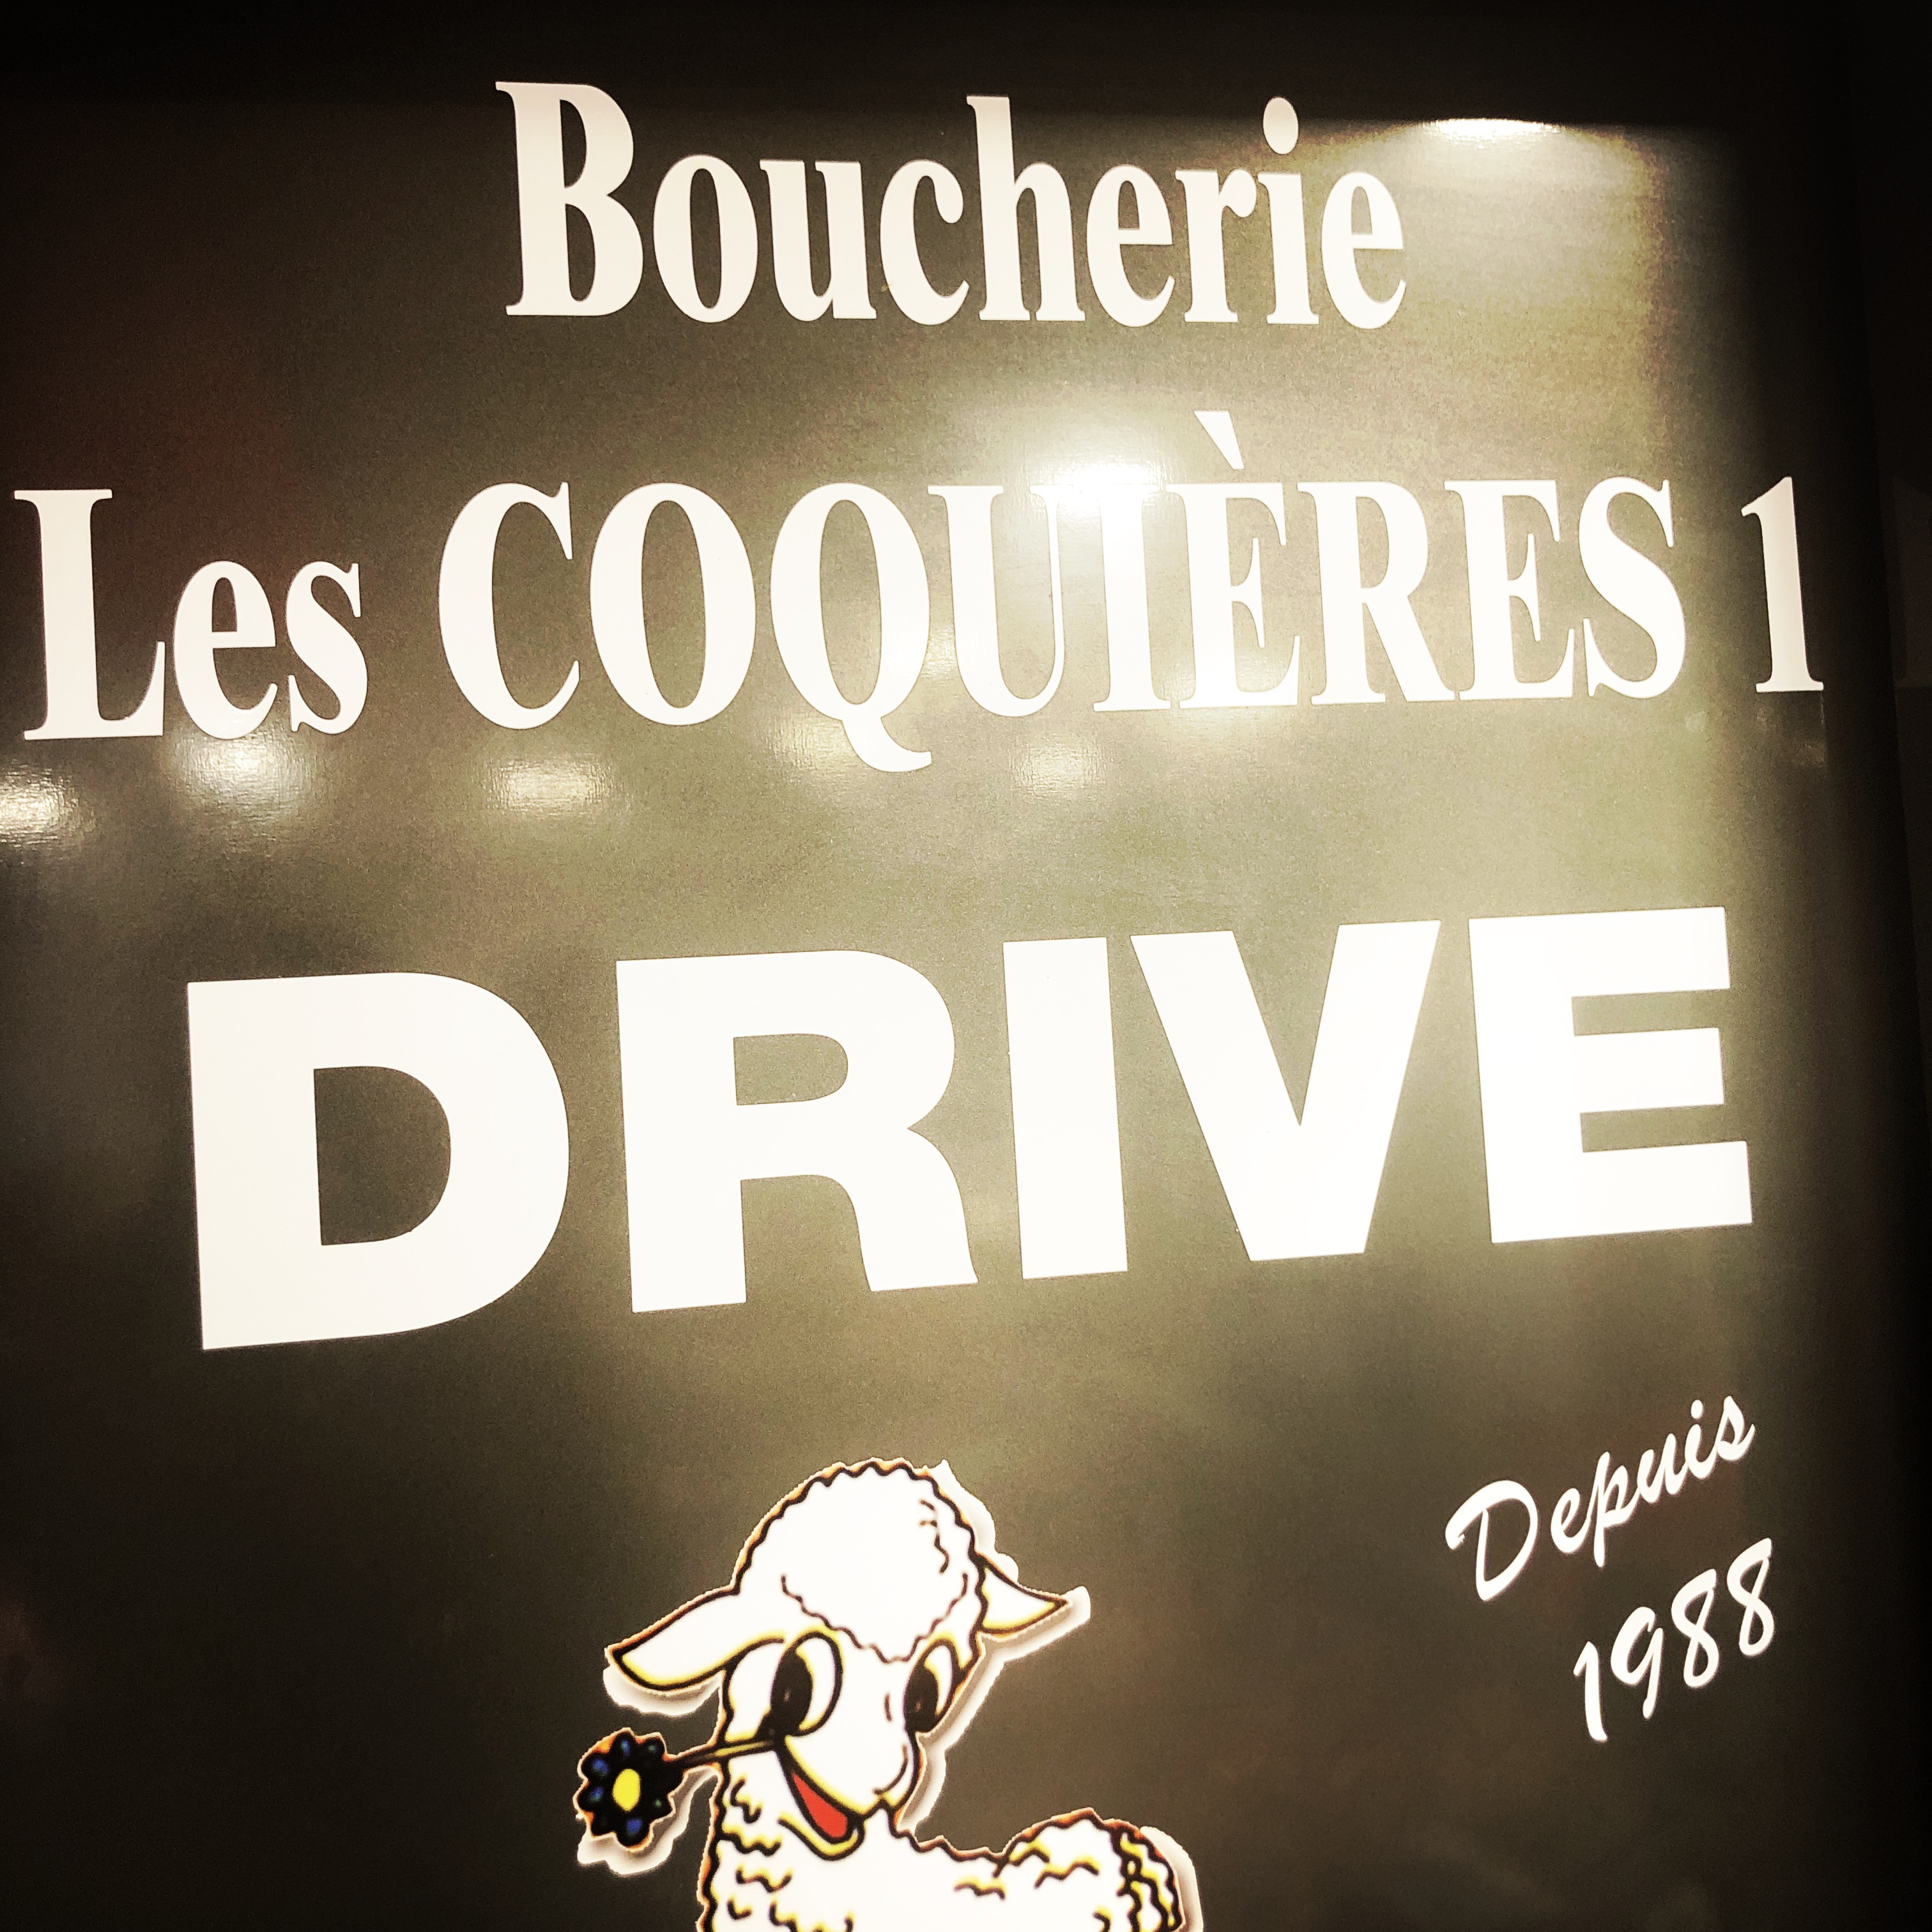 Boucherie
Les COQUIÈRES 1
DRIVE
Depuis
1988